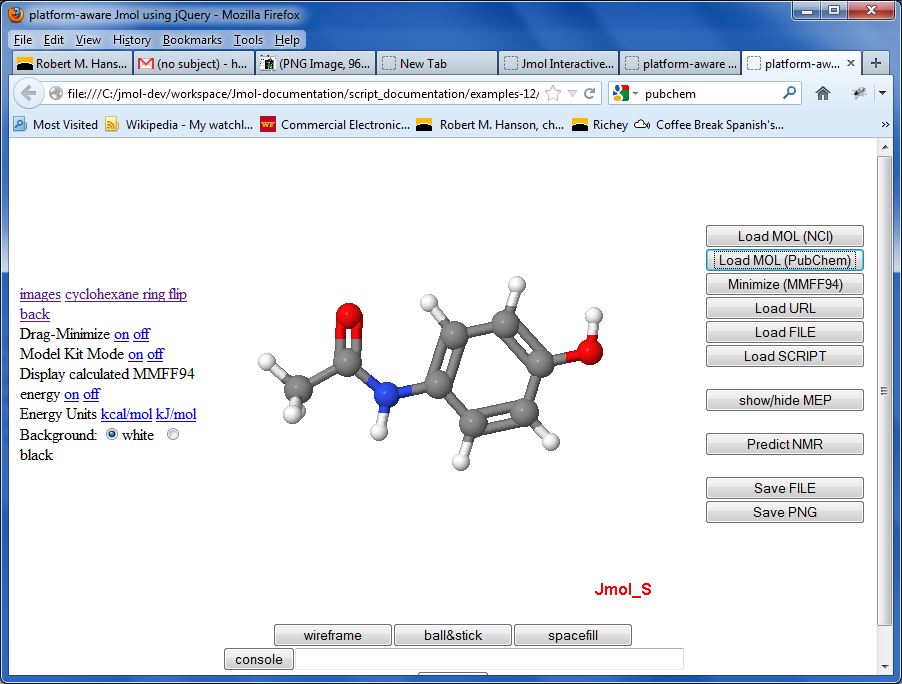 platform-aware Jmol using jQuery - Mozilla Firefox
File Edit View History Bookmarks Tools Help
Robert M. Hans... (no subject) - h... (PNG Image, 96... New Tab Jmol Interactive... platform-aware ... platform-aw...
file:///C:/jmol-dev/workspace/Jmol-documentation/script_documentation/examples-12/ pubchem
Most Visited Wikipedia - My watchl... WF Commercial Electronic... Robert M. Hanson, ch... Richey Coffee Break Spanish's...
images cyclohexane ring flip
back
Drag-Minimize on off
Model Kit Mode on off
Display calculated MMFF94
energy on off
Energy Units kcal/mol kJ/mol
Background: white
black
Load MOL (NCI)
Load MOL (PubChem)
Minimize (MMFF94)
Load URL
Load FILE
Load SCRIPT
show/hide MEP
Predict NMR
Save FILE
Save PNG
Jmol_S
wireframe ball&stick spacefill
console